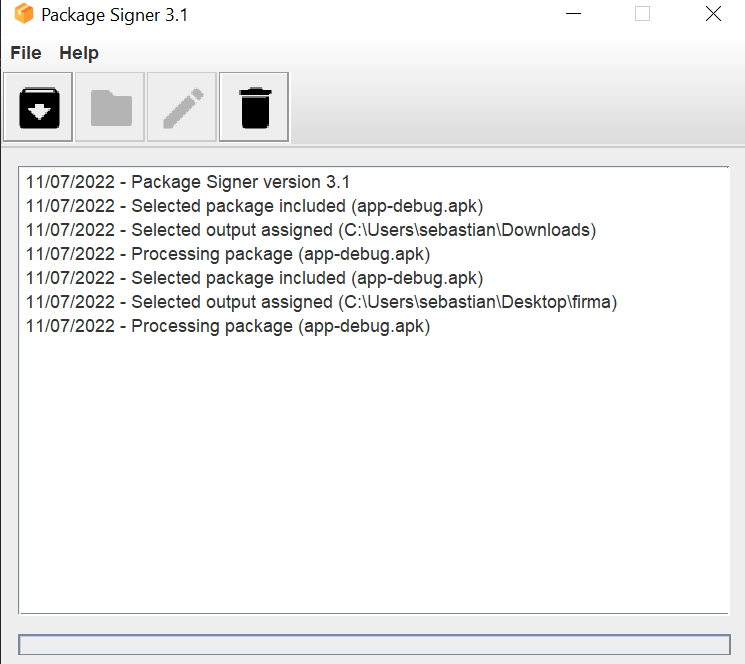 Package Signer 3.1
File Help
11/07/2022 - Package Signer version 3.1
11/07/2022 - Selected package included (app-debug.apk)
11/07/2022 - Selected output assigned (C:\Users\sebastian\Downloads)
11/07/2022 - Processing package (app-debug.apk)
11/07/2022 - Selected package included (app-debug.apk)
11/07/2022 - Selected output assigned (C:\Users\sebastian\Desktop\firma)
11/07/2022 - Processing package (app-debug.apk)